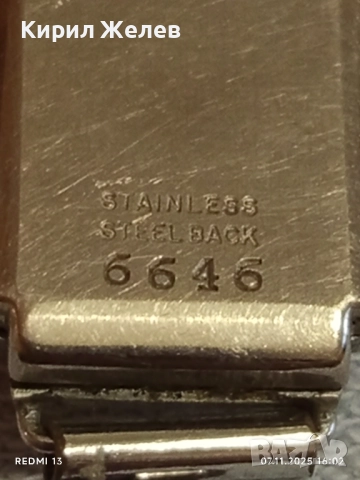 Кирил Желев
STAINLESS
STEEL BACK
6646
REDMI 13
07.11.2025 16:02